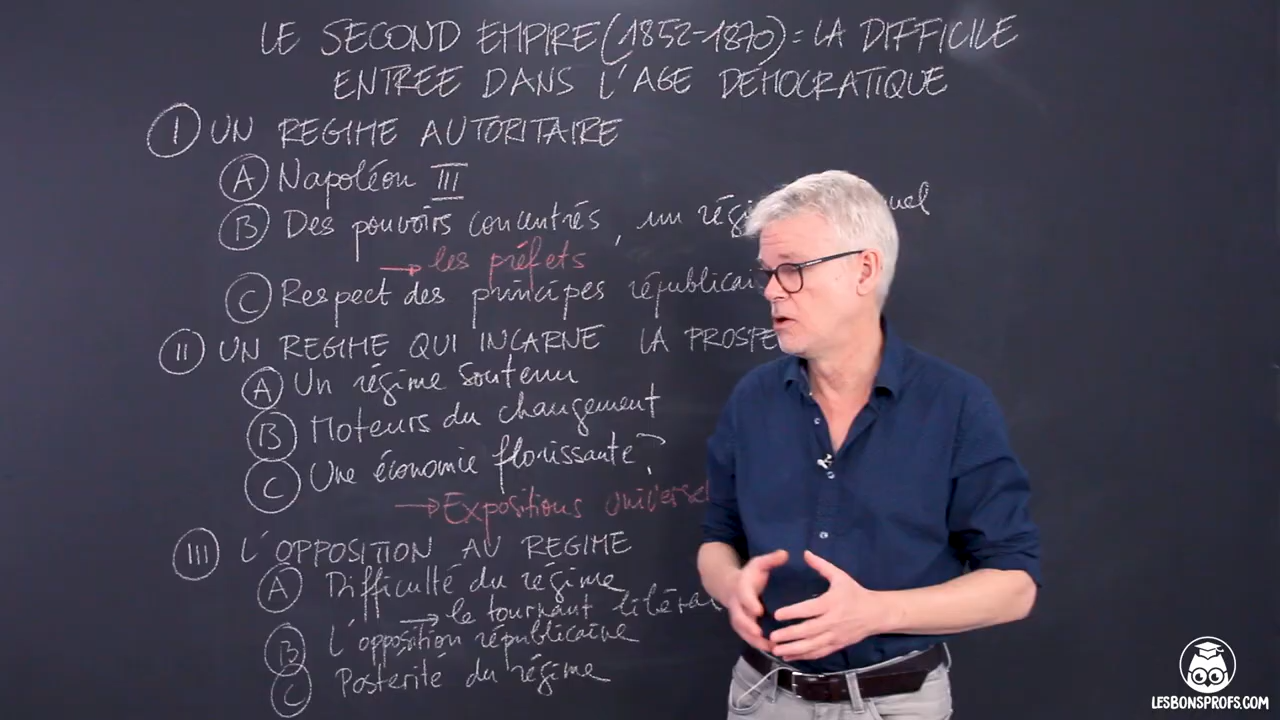 LE SECOND EMPIRE (1852-1870) = LA DIFFICILE
ENTREE DANS L'AGE DEMOCRATIQUE
I UN REGIME AUTORITAIRE
A Napoléon III
B Des pouvoirs concentrés, un
→ les préfets
C Respect des principes
II UN REGIME QUI INCARNE LA
A Un régime soutenu
B Moteurs du changement
C Une économie florissante
→ Expositions
III L'OPPOSITION AU REGIME
A Difficulté du régime
→ le tournant
B L'opposition républicaine
C Postérité du régime
LESBONSPROFS.COM